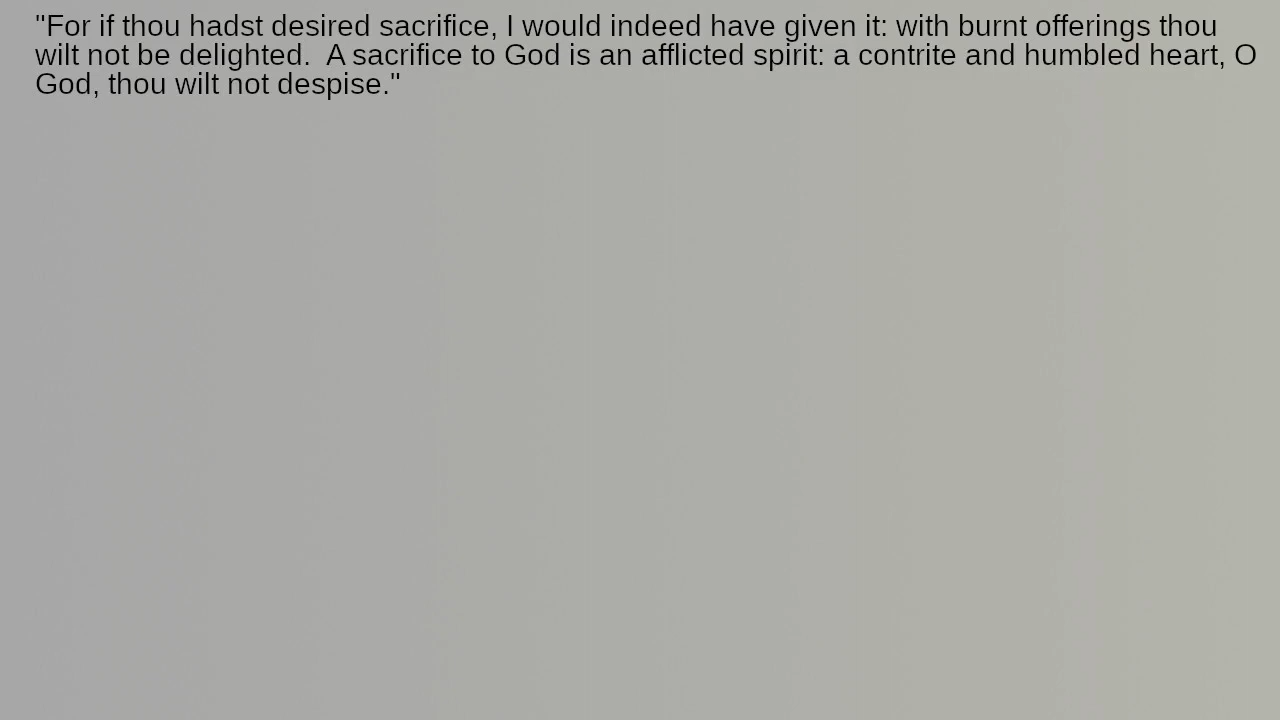 "For if thou hadst desired sacrifice, I would indeed have given it: with burnt offerings thou
wilt not be delighted.  A sacrifice to God is an afflicted spirit: a contrite and humbled heart, O
God, thou wilt not despise."